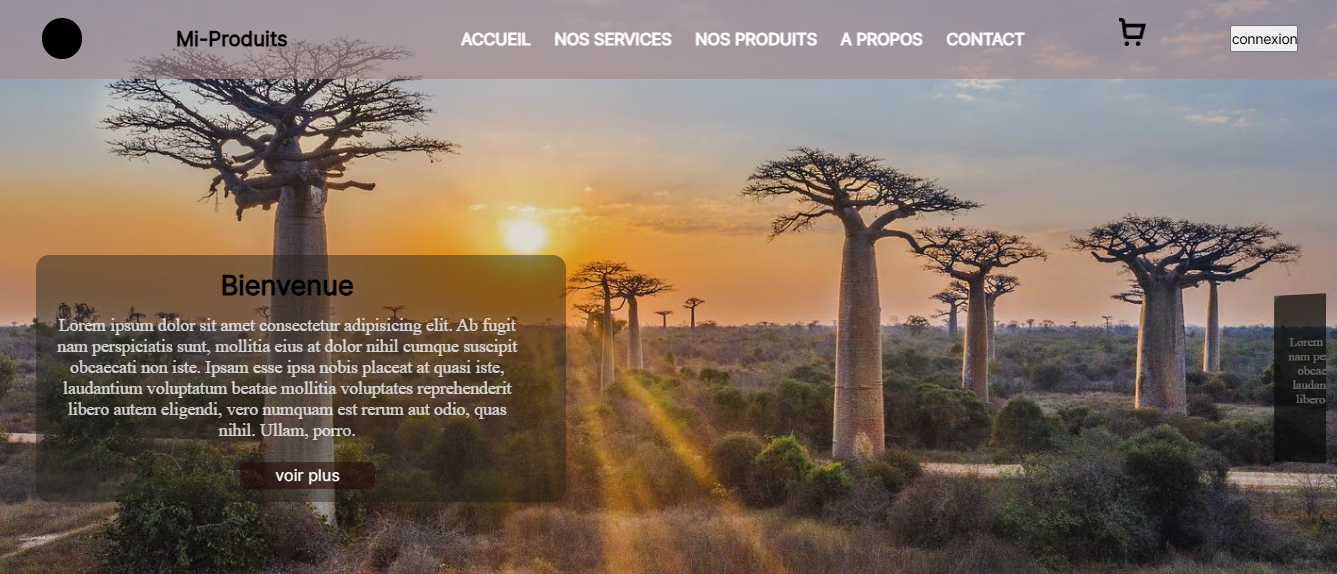 Mi-Produits
ACCUEIL NOS SERVICES NOS PRODUITS A PROPOS CONTACT
connexion
Bienvenue
Lorem ipsum dolor sit amet consectetur adipisicing elit. Ab fugit
nam perspiciatis sunt, mollitia eius at dolor nihil cumque suscipit
obcaecati non iste. Ipsam esse ipsa nobis placeat at quasi iste,
laudantium voluptatum beatae mollitia voluptates reprehenderit
libero autem eligendi, vero numquam est rerum aut odio, quas
nihil. Ullam, porro.
voir plus
Lorem
nam pe
obcae
laudan
libero